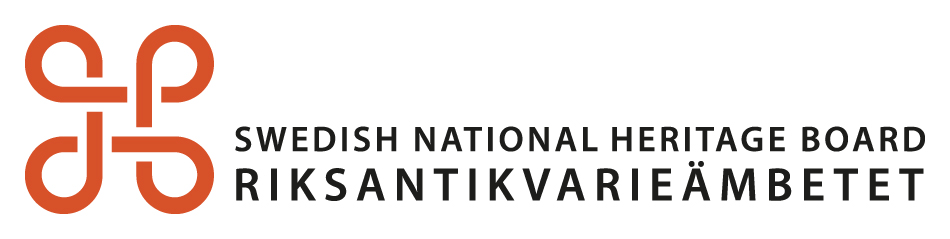 SWEDISH NATIONAL HERITAGE BOARD
RIKSANTIKVARIEÄMBETET